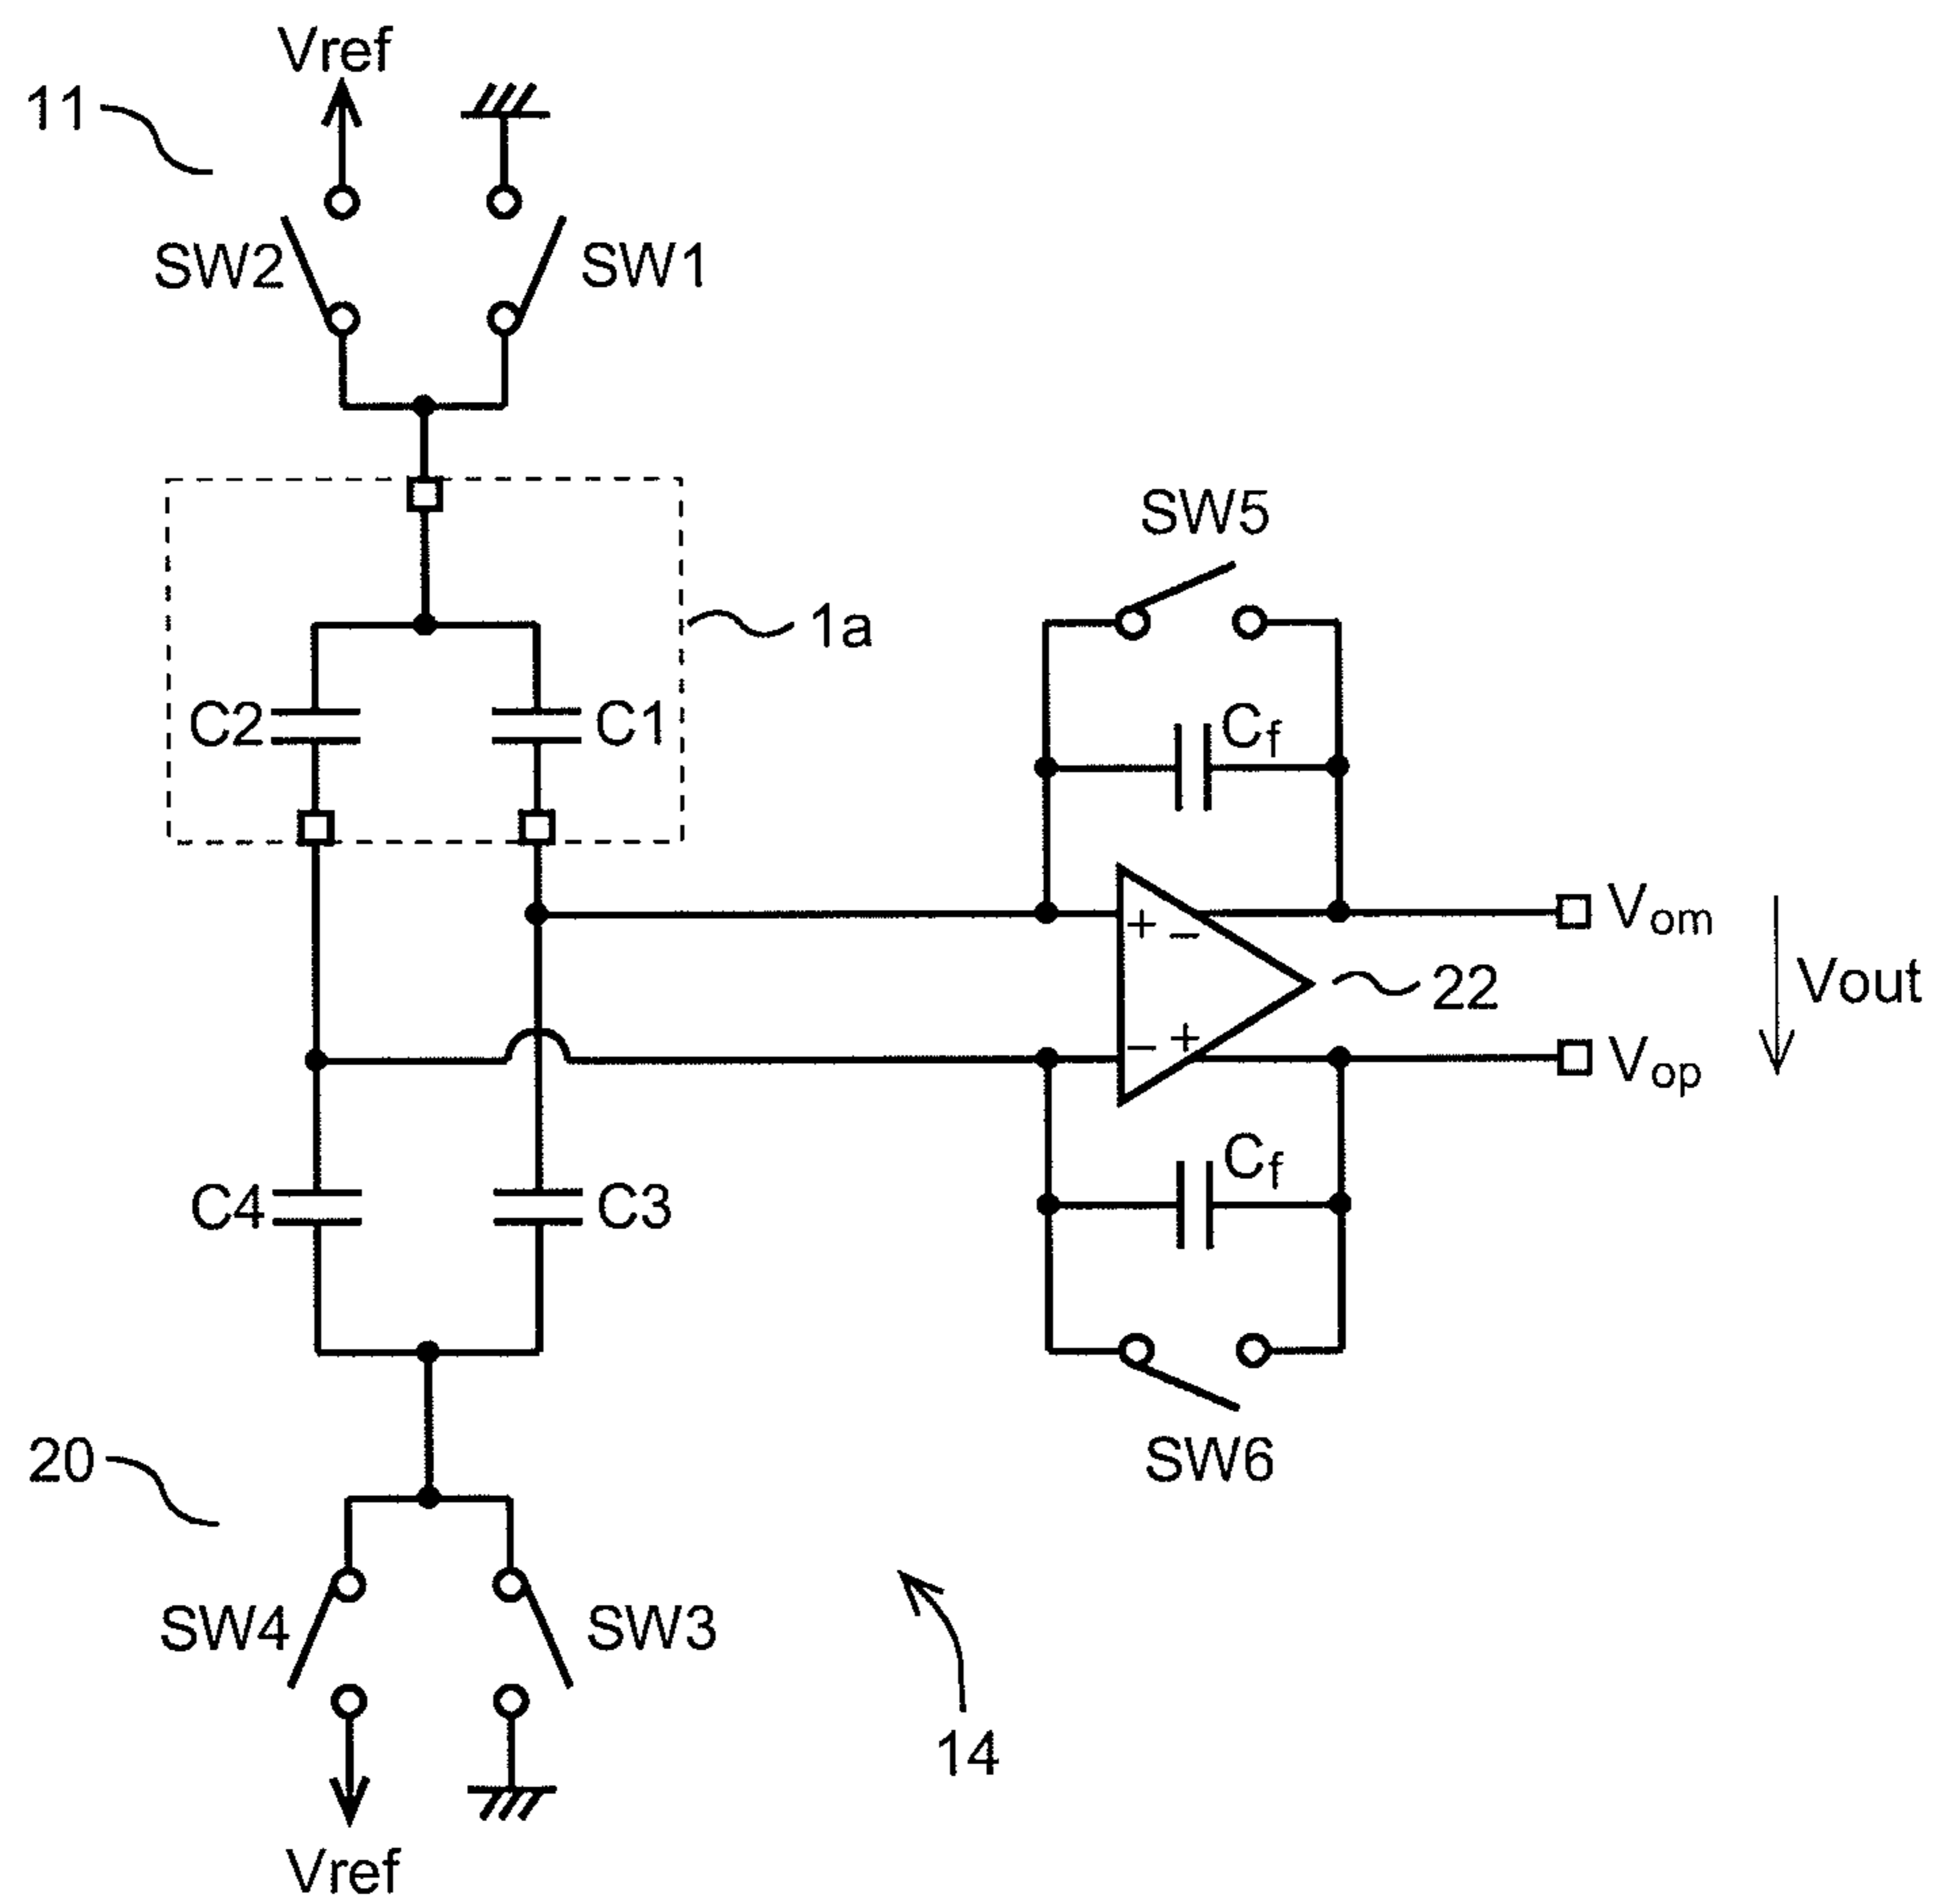 Vref
11
SW2
SW1
SW5
1a
C2
C1
Cf
+
−
Vom
22
Vout
−
+
Vop
C4
C3
Cf
20
SW6
SW4
SW3
14
Vref